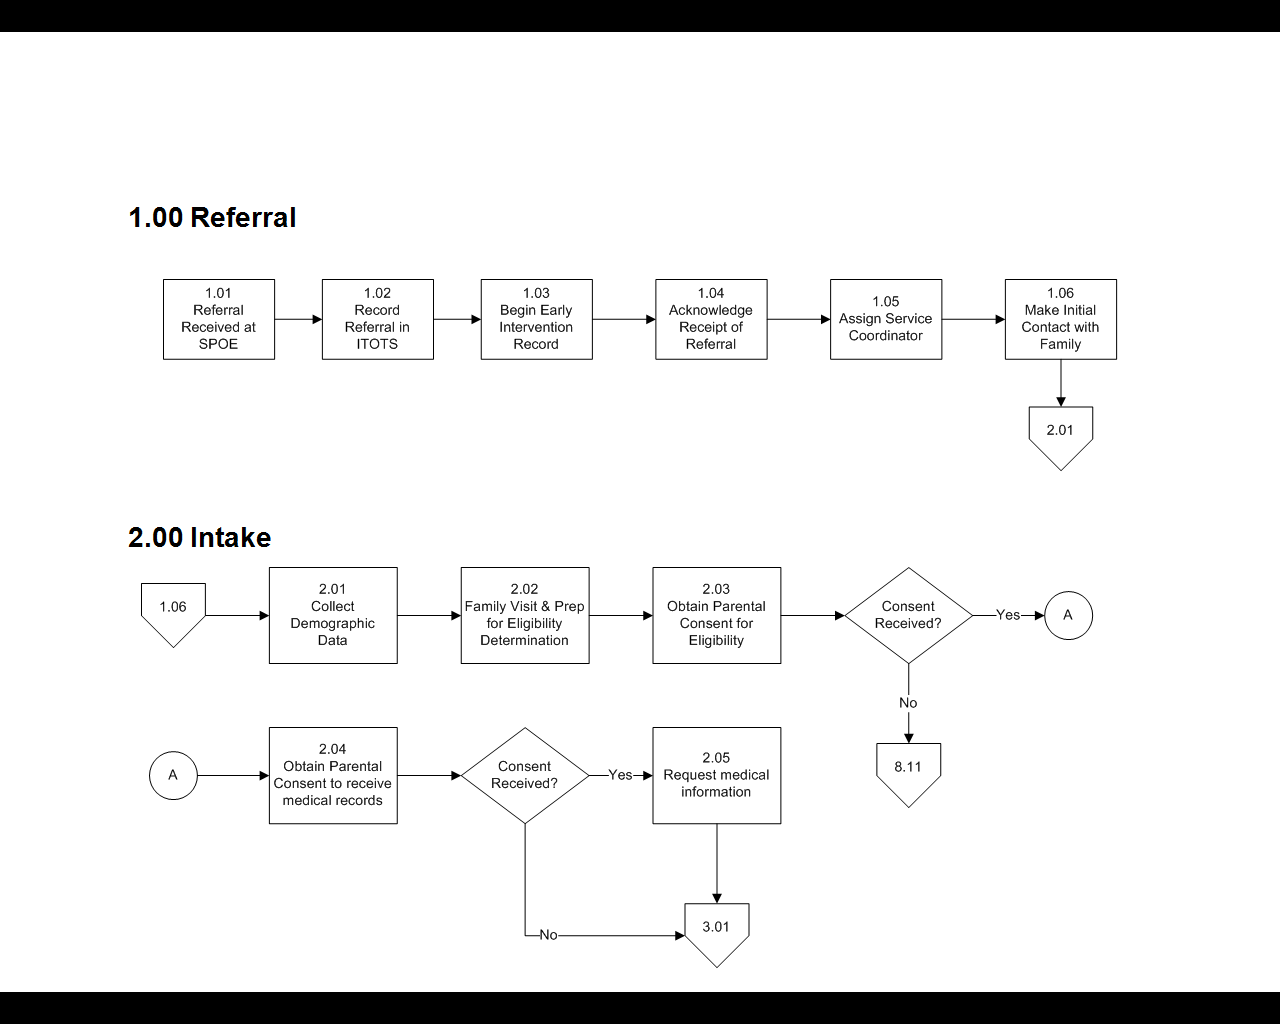 1.00 Referral
1.01
Referral
Received at
SPOE
1.02
Record
Referral in
ITOTS
1.03
Begin Early
Intervention
Record
1.04
Acknowledge
Receipt of
Referral
1.05
Assign Service
Coordinator
1.06
Make Initial
Contact with
Family
2.01
2.00 Intake
1.06
2.01
Collect
Demographic
Data
2.02
Family Visit & Prep
for Eligibility
Determination
2.03
Obtain Parental
Consent for
Eligibility
Consent
Received?
Yes
A
No
8.11
A
2.04
Obtain Parental
Consent to receive
medical records
Consent
Received?
Yes
2.05
Request medical
information
No
3.01